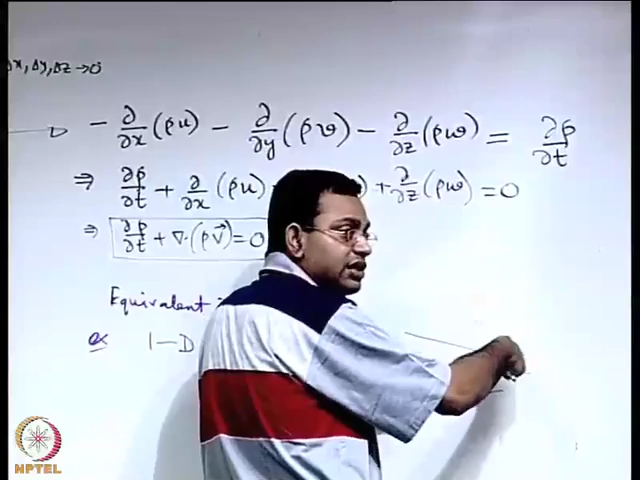 Δx, Δy, Δz → 0
→ - ∂/∂x (ρu) - ∂/∂y (ρv) - ∂/∂z (ρw) = ∂ρ/∂t
⇒ ∂ρ/∂t + ∂/∂x (ρu) + ∂/∂z (ρw) = 0
⇒ ∂ρ/∂t + ∇·(ρV⃗) = 0
Equivalent
ex 1-D
NPTEL